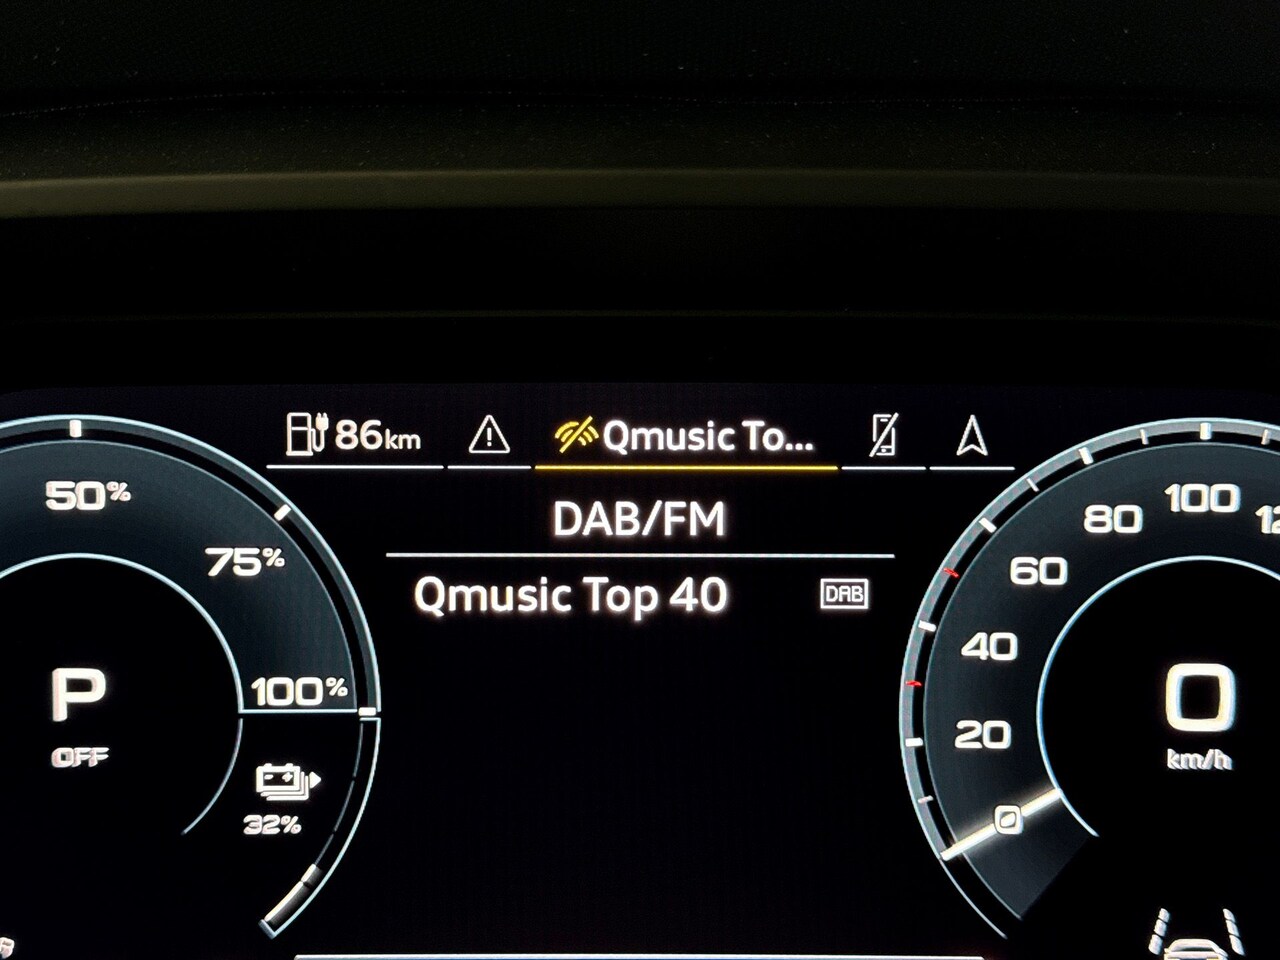 86km
Qmusic To...
DAB/FM
Qmusic Top 40
DAB
50%
75%
100%
P
OFF
32%
20
40
60
80
100
0
km/h